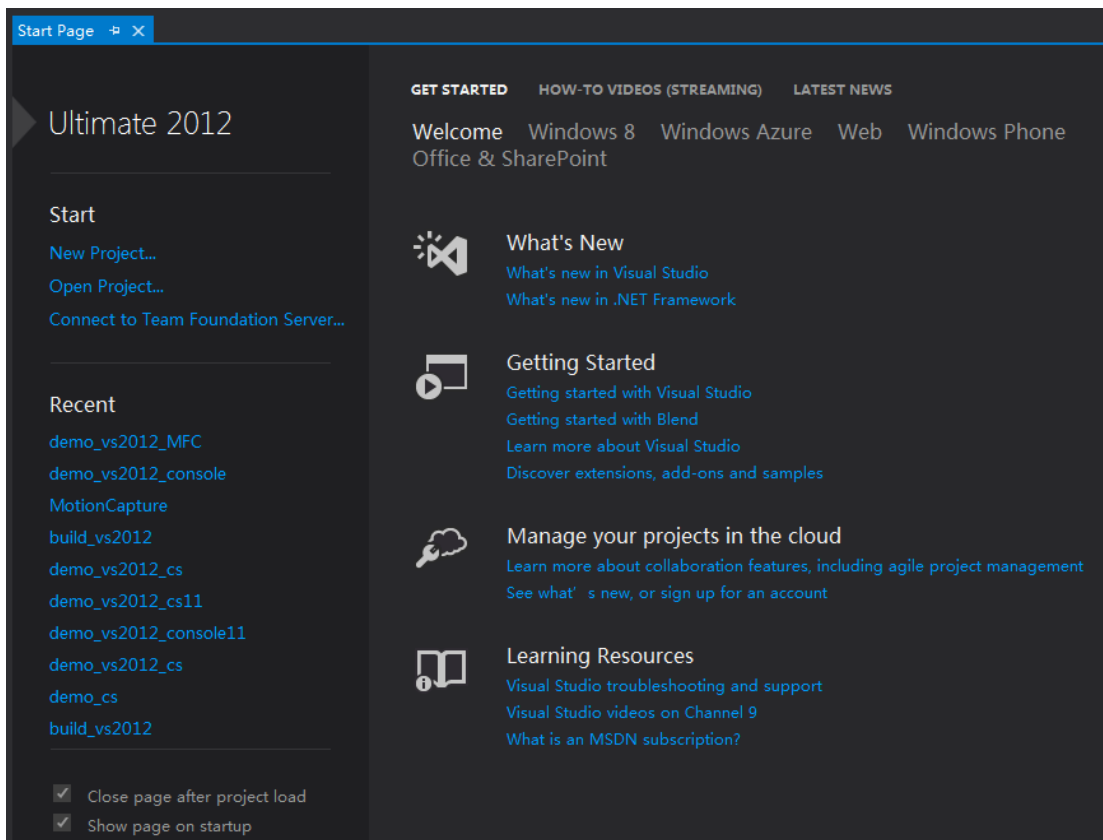 Start Page
Ultimate 2012
Start
New Project...
Open Project...
Connect to Team Foundation Server...
Recent
demo_vs2012_MFC
demo_vs2012_console
MotionCapture
build_vs2012
demo_vs2012_cs
demo_vs2012_cs11
demo_vs2012_console11
demo_vs2012_cs
demo_cs
build_vs2012
Close page after project load
Show page on startup
GET STARTED HOW-TO VIDEOS (STREAMING) LATEST NEWS
Welcome Windows 8 Windows Azure Web Windows Phone
Office & SharePoint
What's New
What's new in Visual Studio
What's new in .NET Framework
Getting Started
Getting started with Visual Studio
Getting started with Blend
Learn more about Visual Studio
Discover extensions, add-ons and samples
Manage your projects in the cloud
Learn more about collaboration features, including agile project management
See what’s new, or sign up for an account
Learning Resources
Visual Studio troubleshooting and support
Visual Studio videos on Channel 9
What is an MSDN subscription?